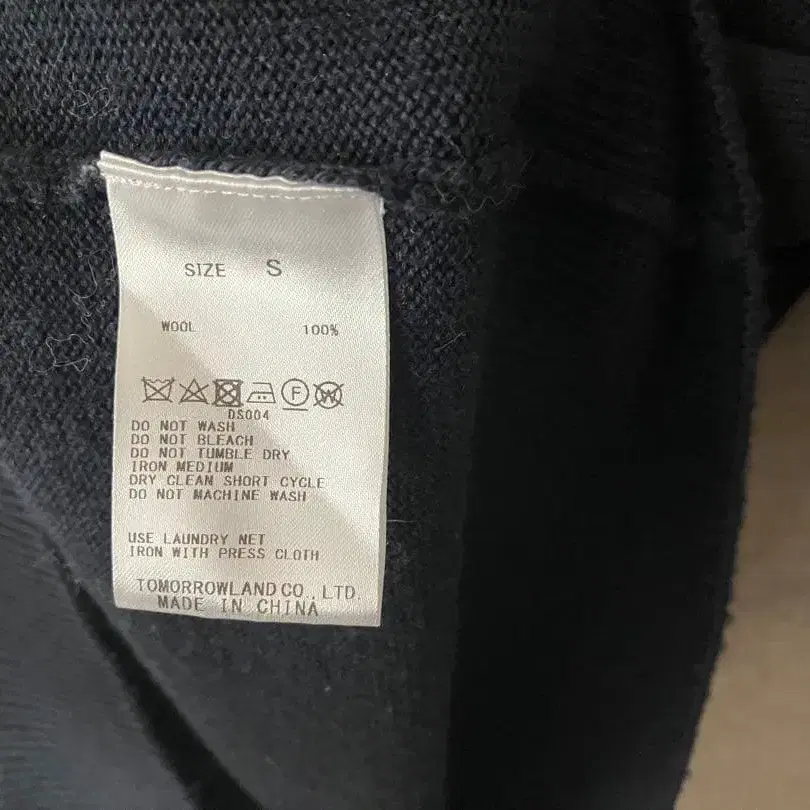 SIZE S
WOOL 100%
F W
DS004
DO NOT WASH
DO NOT BLEACH
DO NOT TUMBLE DRY
IRON MEDIUM
DRY CLEAN SHORT CYCLE
DO NOT MACHINE WASH
USE LAUNDRY NET
IRON WITH PRESS CLOTH
TOMORROWLAND CO., LTD.
MADE IN CHINA